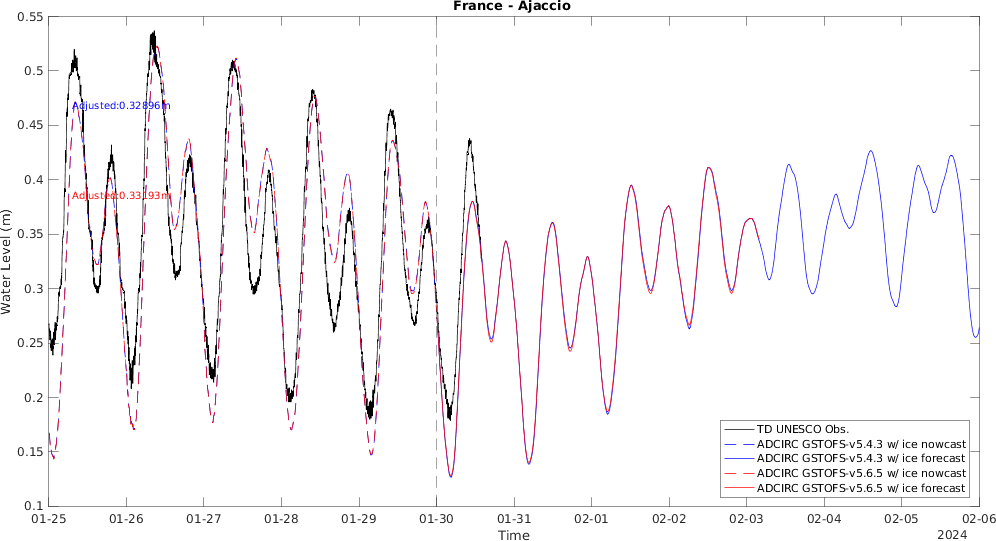 France - Ajaccio
0.55
0.5
0.45
0.4
0.35
0.3
0.25
0.2
0.15
0.1
Water Level (m)
Adjusted:0.32896m
Adjusted:0.33193m
TD UNESCO Obs.
ADCIRC GSTOFS-v5.4.3 w/ ice nowcast
ADCIRC GSTOFS-v5.4.3 w/ ice forecast
ADCIRC GSTOFS-v5.6.5 w/ ice nowcast
ADCIRC GSTOFS-v5.6.5 w/ ice forecast
01-25 01-26 01-27 01-28 01-29 01-30 01-31 02-01 02-02 02-03 02-04 02-05 02-06
Time
2024